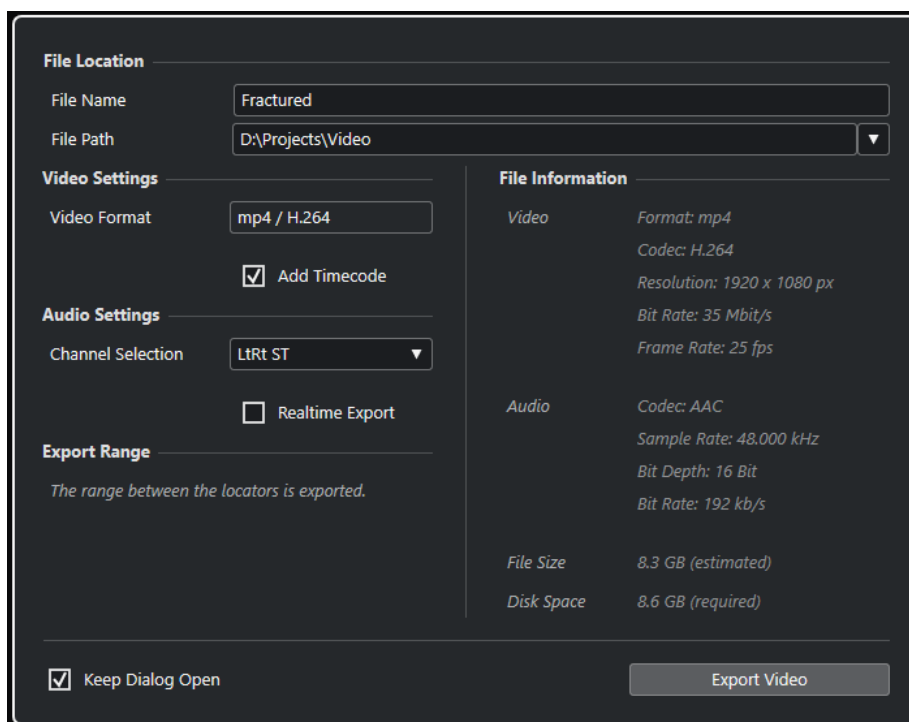 File Location
File Name Fractured
File Path D:\Projects\Video
Video Settings
Video Format mp4 / H.264
Add Timecode
Audio Settings
Channel Selection LtRt ST
Realtime Export
Export Range
The range between the locators is exported.
File Information
Video Format: mp4
Codec: H.264
Resolution: 1920 x 1080 px
Bit Rate: 35 Mbit/s
Frame Rate: 25 fps
Audio Codec: AAC
Sample Rate: 48.000 kHz
Bit Depth: 16 Bit
Bit Rate: 192 kb/s
File Size 8.3 GB (estimated)
Disk Space 8.6 GB (required)
Keep Dialog Open
Export Video